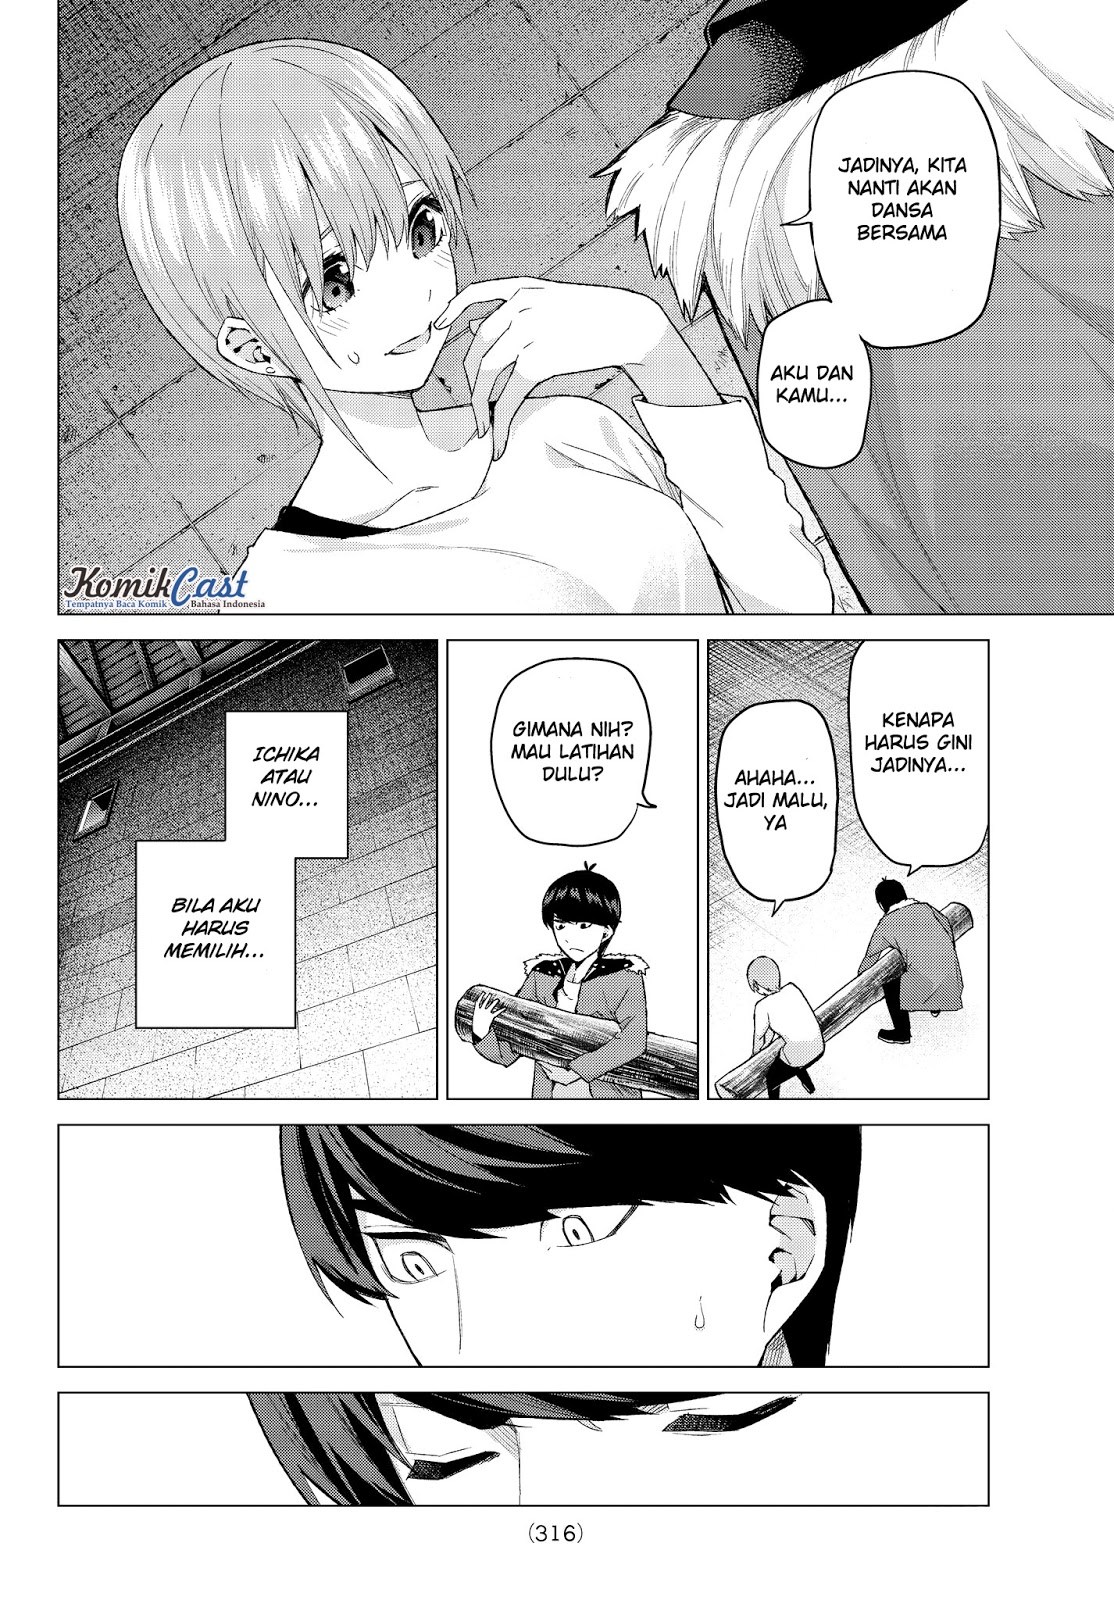 JADINYA, KITA
NANTI AKAN
DANSA
BERSAMA
AKU DAN
KAMU...
KomikCast
Tempatnya Baca Komik Bahasa Indonesia
KENAPA
HARUS GINI
JADINYA...
AHAHA...
JADI MALU,
YA
GIMANA NIH?
MAU LATIHAN
DULU?
ICHIKA
ATAU
NINO...
BILA AKU
HARUS
MEMILIH...
(316)